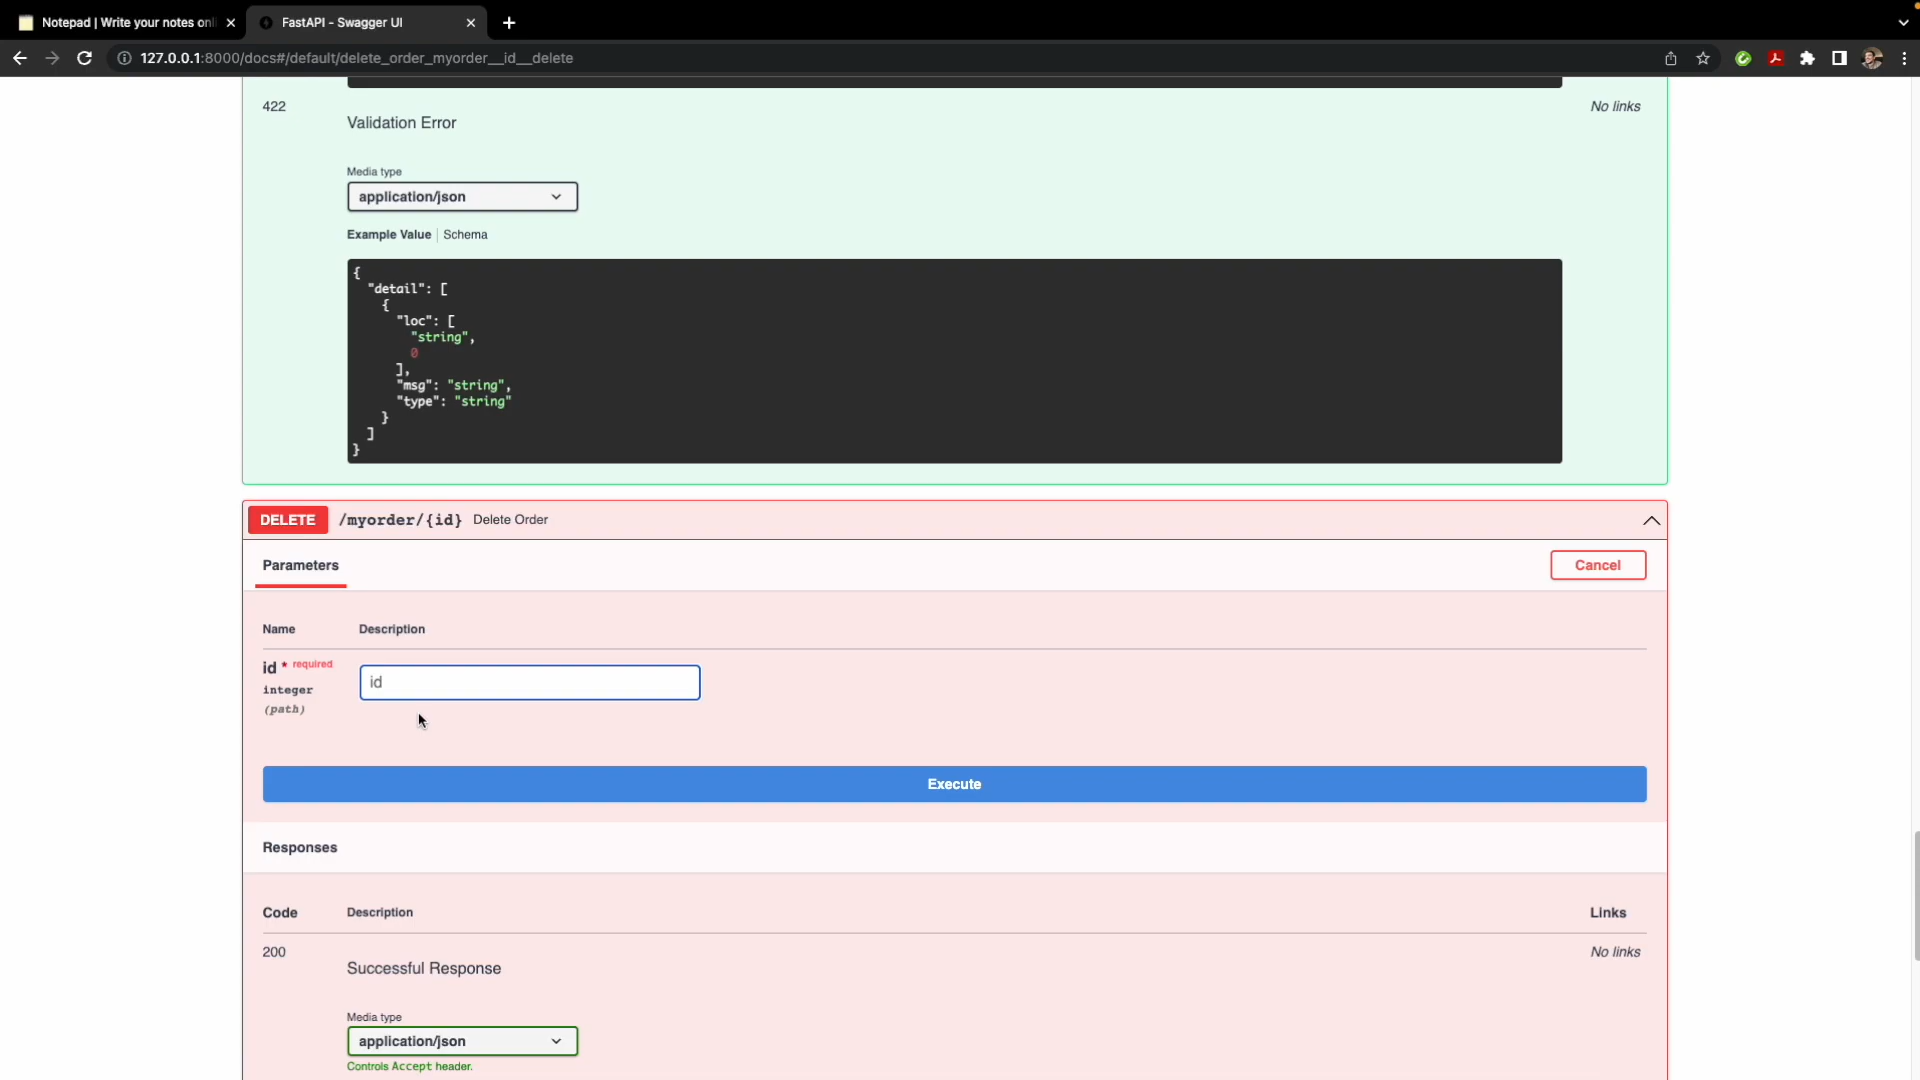 Notepad | Write your notes onl
FastAPI - Swagger UI
127.0.0.1:8000/docs#/default/delete_order_myorder__id__delete
422
No links
Validation Error
Media type
application/json
Example Value
Schema
{
"detail": [
{
"loc": [
"string",
0
],
"msg": "string",
"type": "string"
}
]
}
DELETE /myorder/{id} Delete Order
Parameters
Cancel
Name Description
id * required
integer
(path)
id
Execute
Responses
Code Description Links
200
No links
Successful Response
Media type
application/json
Controls Accept header.